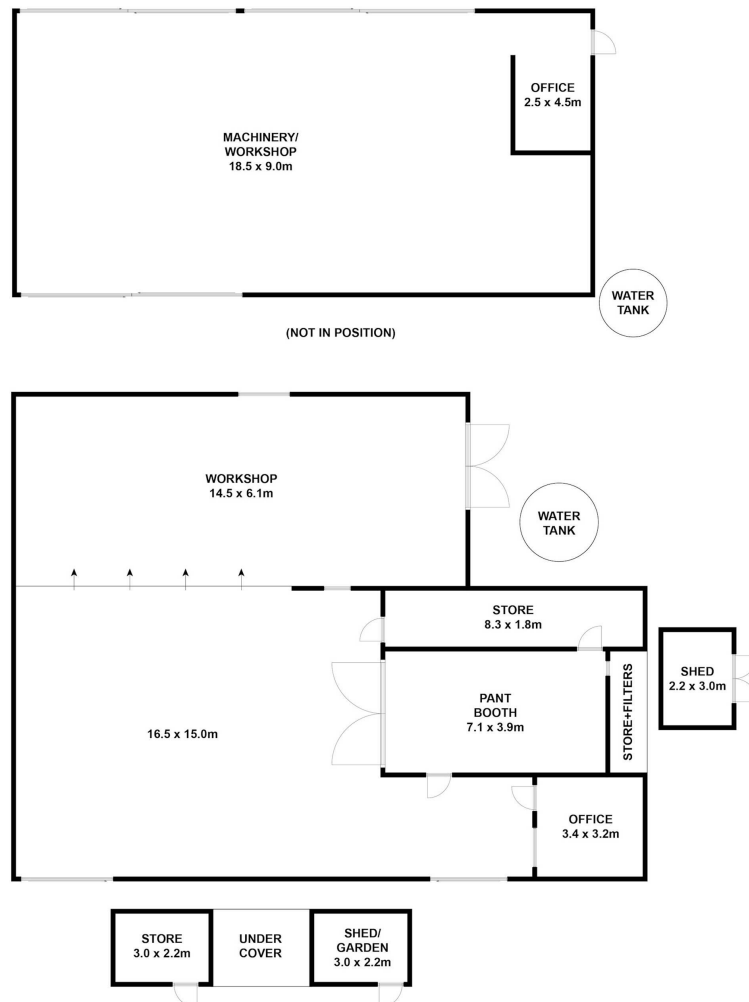 OFFICE
2.5 x 4.5m
MACHINERY/
WORKSHOP
18.5 x 9.0m
WATER
TANK
(NOT IN POSITION)
WORKSHOP
14.5 x 6.1m
WATER
TANK
STORE
8.3 x 1.8m
SHED
2.2 x 3.0m
PANT
BOOTH
7.1 x 3.9m
STORE+FILTERS
16.5 x 15.0m
OFFICE
3.4 x 3.2m
STORE
3.0 x 2.2m
UNDER
COVER
SHED/
GARDEN
3.0 x 2.2m